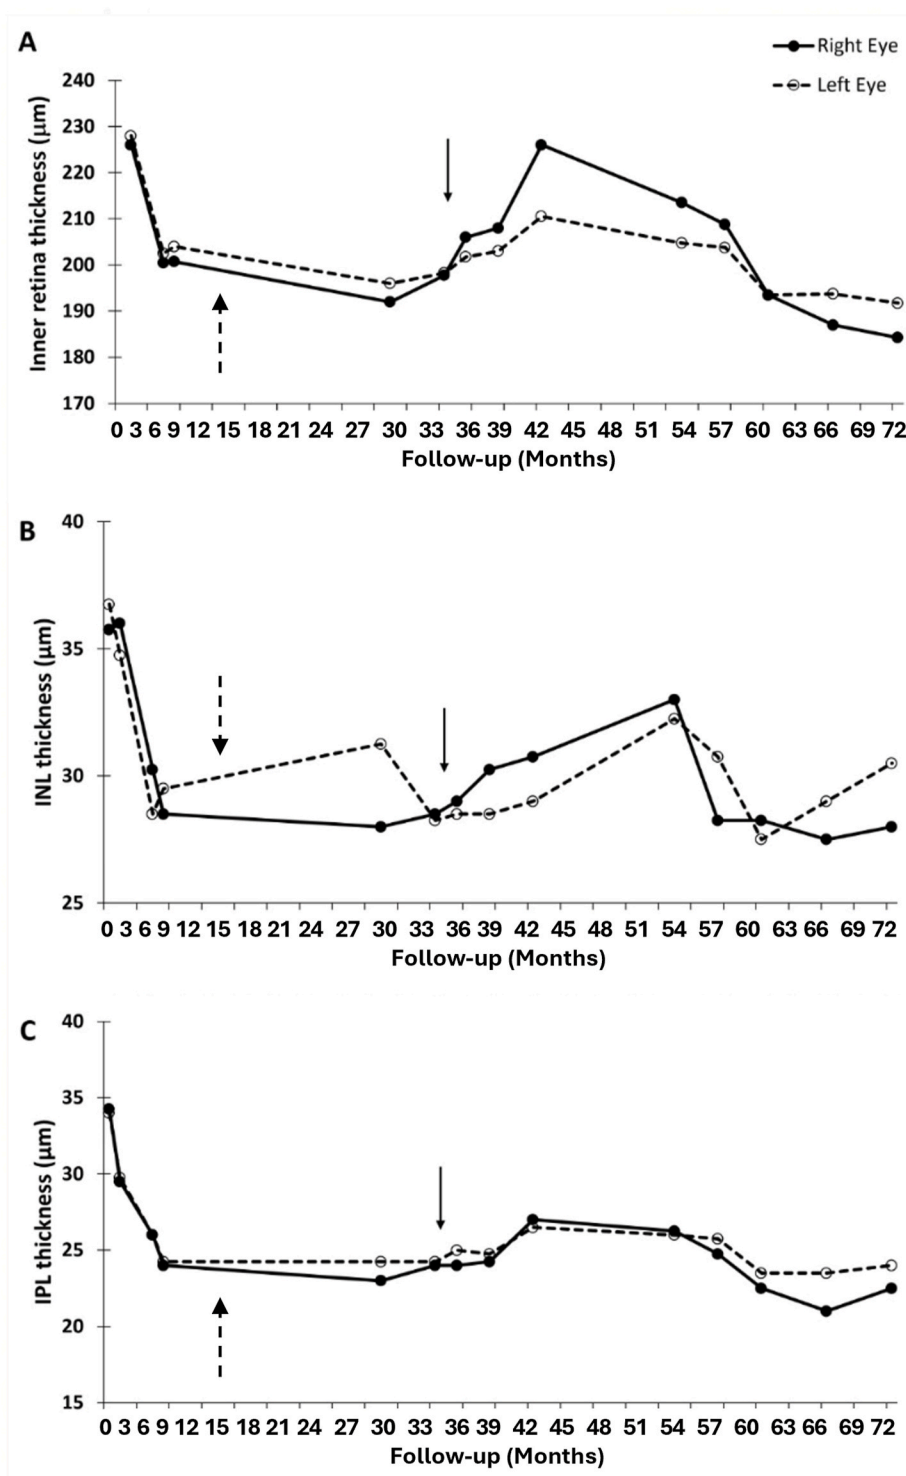 A
Right Eye
Left Eye
Inner retina thickness (µm)
240
230
220
210
200
190
180
170
0 3 6 9 12 15 18 21 24 27 30 33 36 39 42 45 48 51 54 57 60 63 66 69 72
Follow-up (Months)
B
INL thickness (µm)
40
35
30
25
0 3 6 9 12 15 18 21 24 27 30 33 36 39 42 45 48 51 54 57 60 63 66 69 72
Follow-up (Months)
C
IPL thickness (µm)
40
35
30
25
20
15
0 3 6 9 12 15 18 21 24 27 30 33 36 39 42 45 48 51 54 57 60 63 66 69 72
Follow-up (Months)